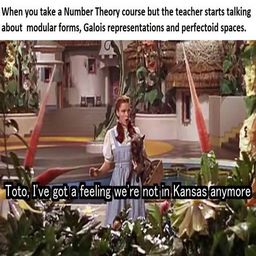 When you take a Number Theory course but the teacher starts talking
about modular forms, Galois representations and perfectoid spaces.
Toto, I've got a feeling we're not in Kansas anymore